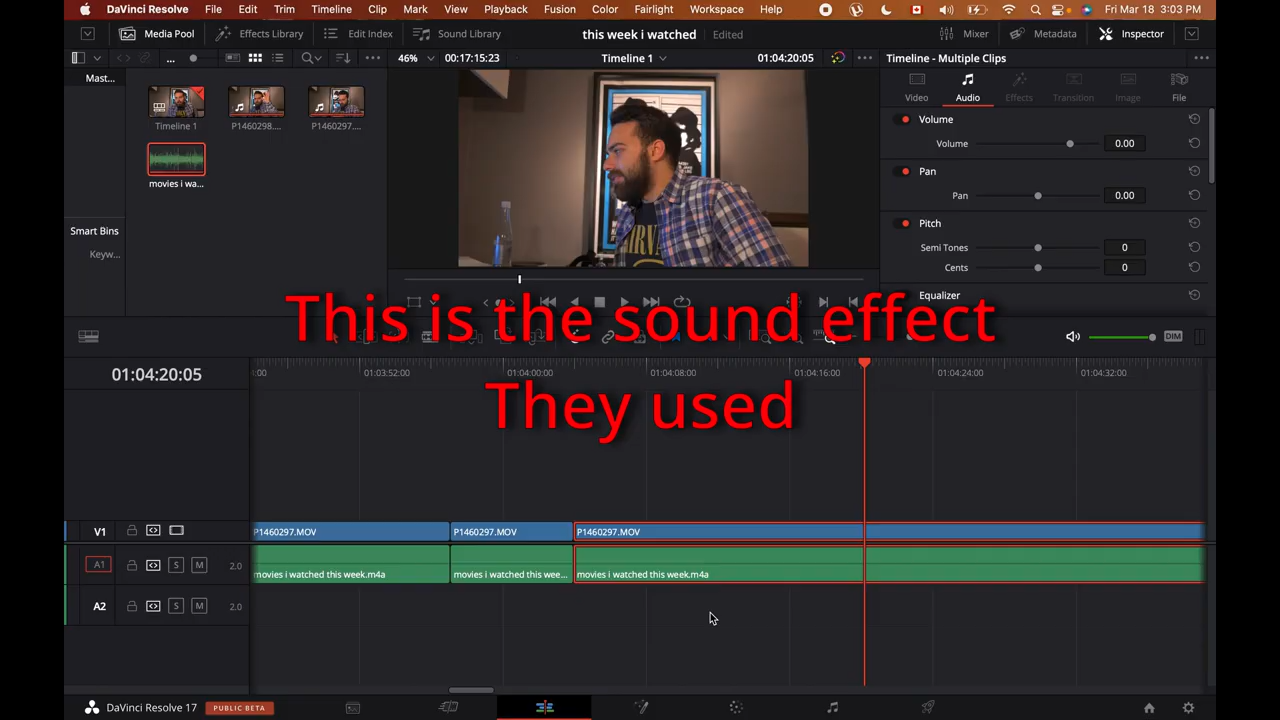 DaVinci Resolve File Edit Trim Timeline Clip Mark View Playback Fusion Color Fairlight Workspace Help Fri Mar 18 3:03 PM
Media Pool Effects Library Edit Index Sound Library this week i watched Edited Mixer Metadata Inspector
46% 00:17:15:23 Timeline 1 01:04:20:05 Timeline - Multiple Clips
Mast...
Video Audio Effects Transition Image File
Timeline 1 P1460298.... P1460297....
movies i wa...
Volume
Volume 0.00
Pan
Pan 0.00
Smart Bins
Keyw...
Pitch
Semi Tones 0
Cents 0
Equalizer
NIRV
This is the sound effect
They used
DIM
01:04:20:05
:00 01:03:52:00 01:04:00:00 01:04:08:00 01:04:16:00 01:04:24:00 01:04:32:00
V1 P1460297.MOV P1460297.MOV P1460297.MOV
A1 S M 2.0
movies i watched this week.m4a movies i watched this wee... movies i watched this week.m4a
A2 S M 2.0
DaVinci Resolve 17 PUBLIC BETA